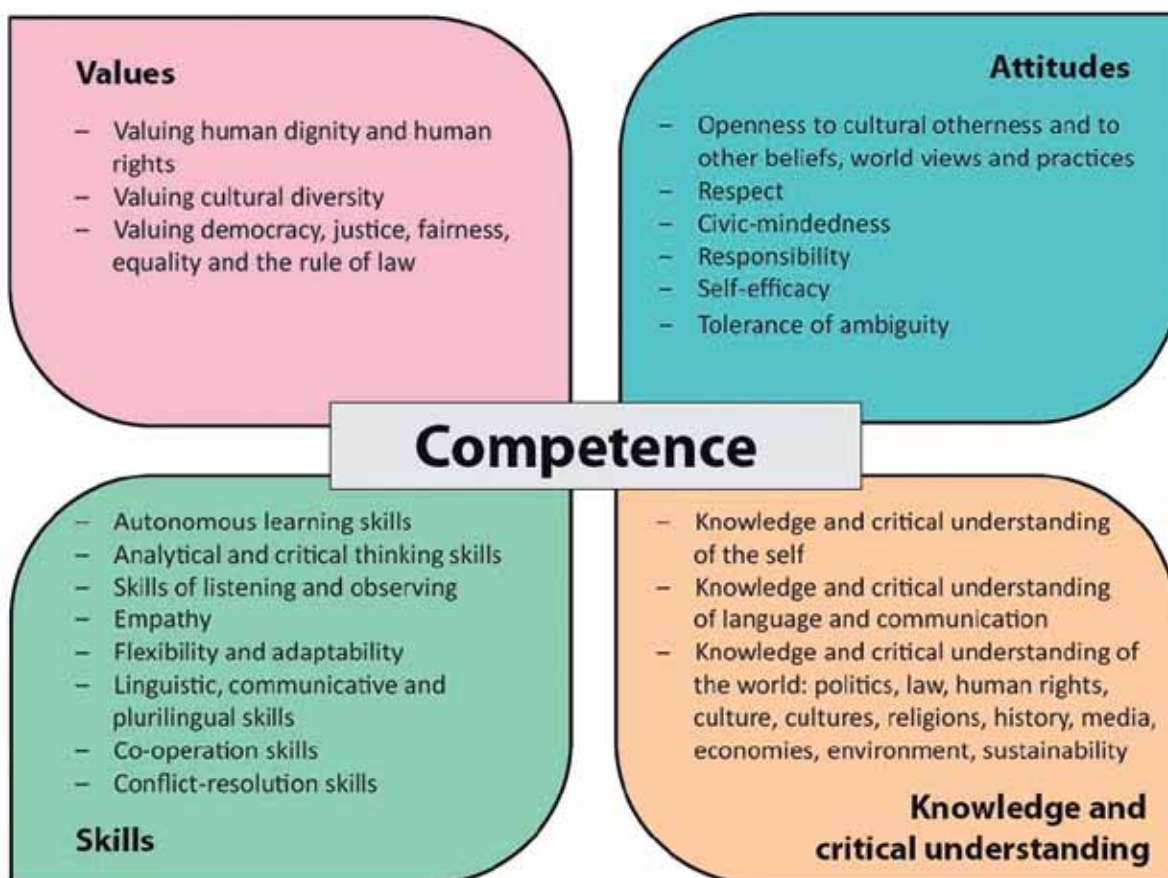 Values
– Valuing human dignity and human
rights
– Valuing cultural diversity
– Valuing democracy, justice, fairness,
equality and the rule of law
Attitudes
– Openness to cultural otherness and to
other beliefs, world views and practices
– Respect
– Civic-mindedness
– Responsibility
– Self-efficacy
– Tolerance of ambiguity
Competence
– Autonomous learning skills
– Analytical and critical thinking skills
– Skills of listening and observing
– Empathy
– Flexibility and adaptability
– Linguistic, communicative and
plurilingual skills
– Co-operation skills
– Conflict-resolution skills
Skills
– Knowledge and critical understanding
of the self
– Knowledge and critical understanding
of language and communication
– Knowledge and critical understanding of
the world: politics, law, human rights,
culture, cultures, religions, history, media,
economies, environment, sustainability
Knowledge and
critical understanding